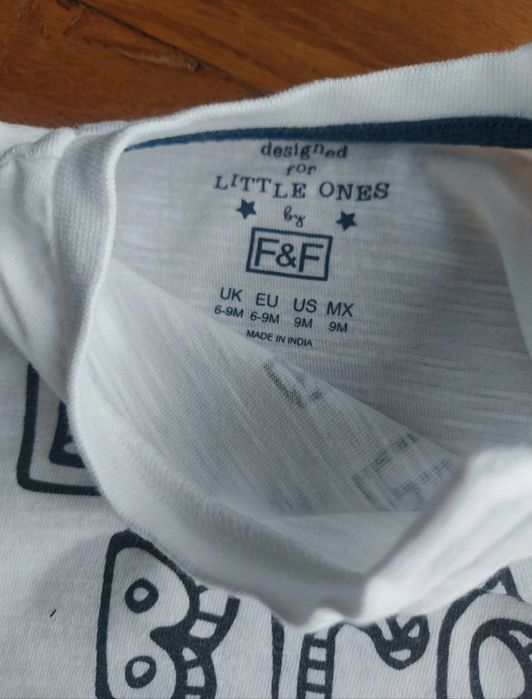 designed
for
LITTLE ONES
by
F&F
UK EU US MX
6-9M 6-9M 9M 9M
MADE IN INDIA